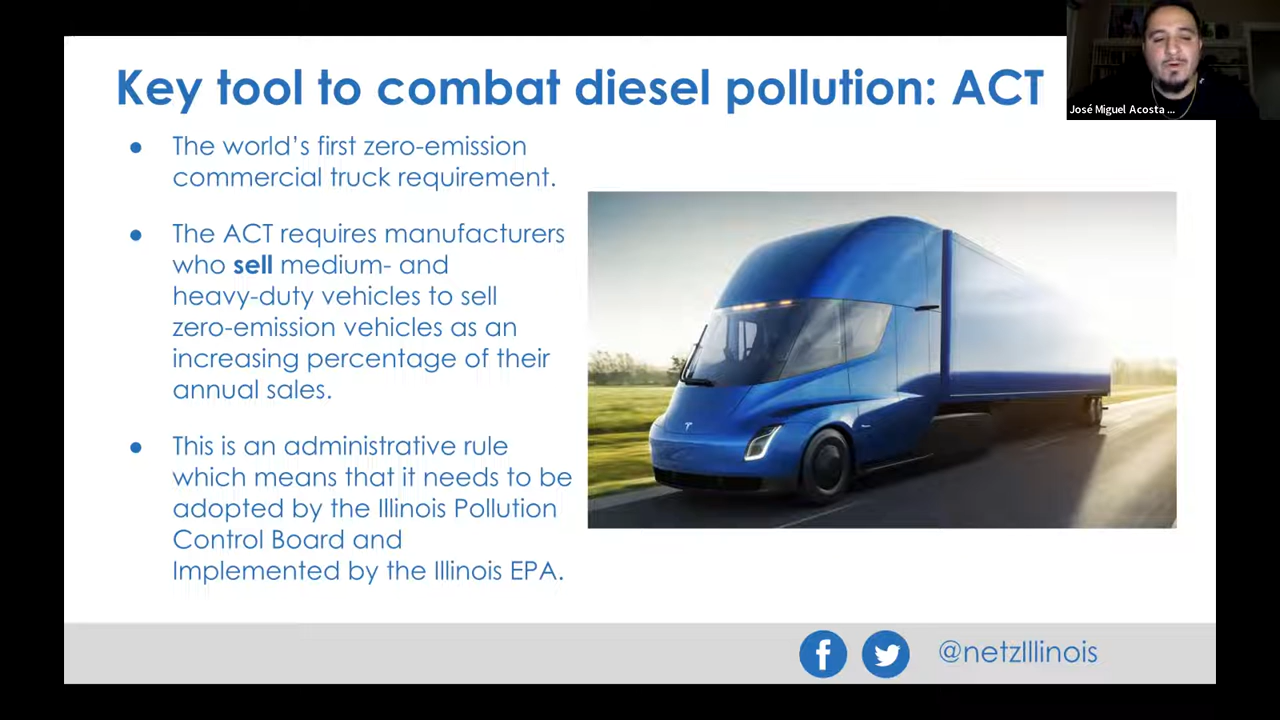 Key tool to combat diesel pollution: ACT
José Miguel Acosta ...
● The world's first zero-emission
commercial truck requirement.
● The ACT requires manufacturers
who sell medium- and
heavy-duty vehicles to sell
zero-emission vehicles as an
increasing percentage of their
annual sales.
● This is an administrative rule
which means that it needs to be
adopted by the Illinois Pollution
Control Board and
Implemented by the Illinois EPA.
@netzIllinois